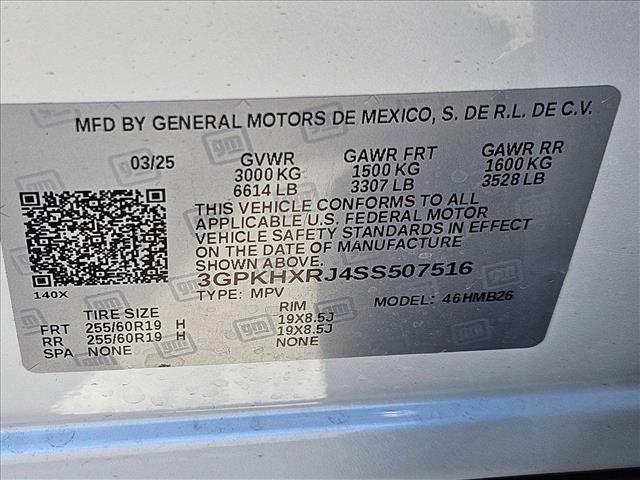 MFD BY GENERAL MOTORS DE MEXICO, S. DE R.L. DE C.V.
03/25 GVWR GAWR FRT GAWR RR
3000 KG 1500 KG 1600 KG
6614 LB 3307 LB 3528 LB
THIS VEHICLE CONFORMS TO ALL
APPLICABLE U.S. FEDERAL MOTOR
VEHICLE SAFETY STANDARDS IN EFFECT
ON THE DATE OF MANUFACTURE
SHOWN ABOVE.
3GPKHXRJ4SS507516
140X TYPE: MPV MODEL: 46HMB26
TIRE SIZE RIM
FRT 255/60R19 H 19X8.5J
RR 255/60R19 H 19X8.5J
SPA NONE NONE
gm